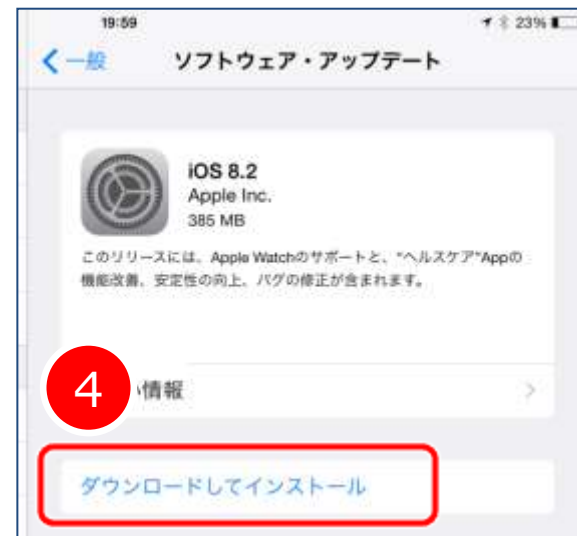 19:59 23%
一般 ソフトウェア・アップデート
iOS 8.2
Apple Inc.
385 MB
このリリースには、Apple Watchのサポートと、“ヘルスケア”Appの
機能改善、安定性の向上、バグの修正が含まれます。
4 い情報
ダウンロードしてインストール